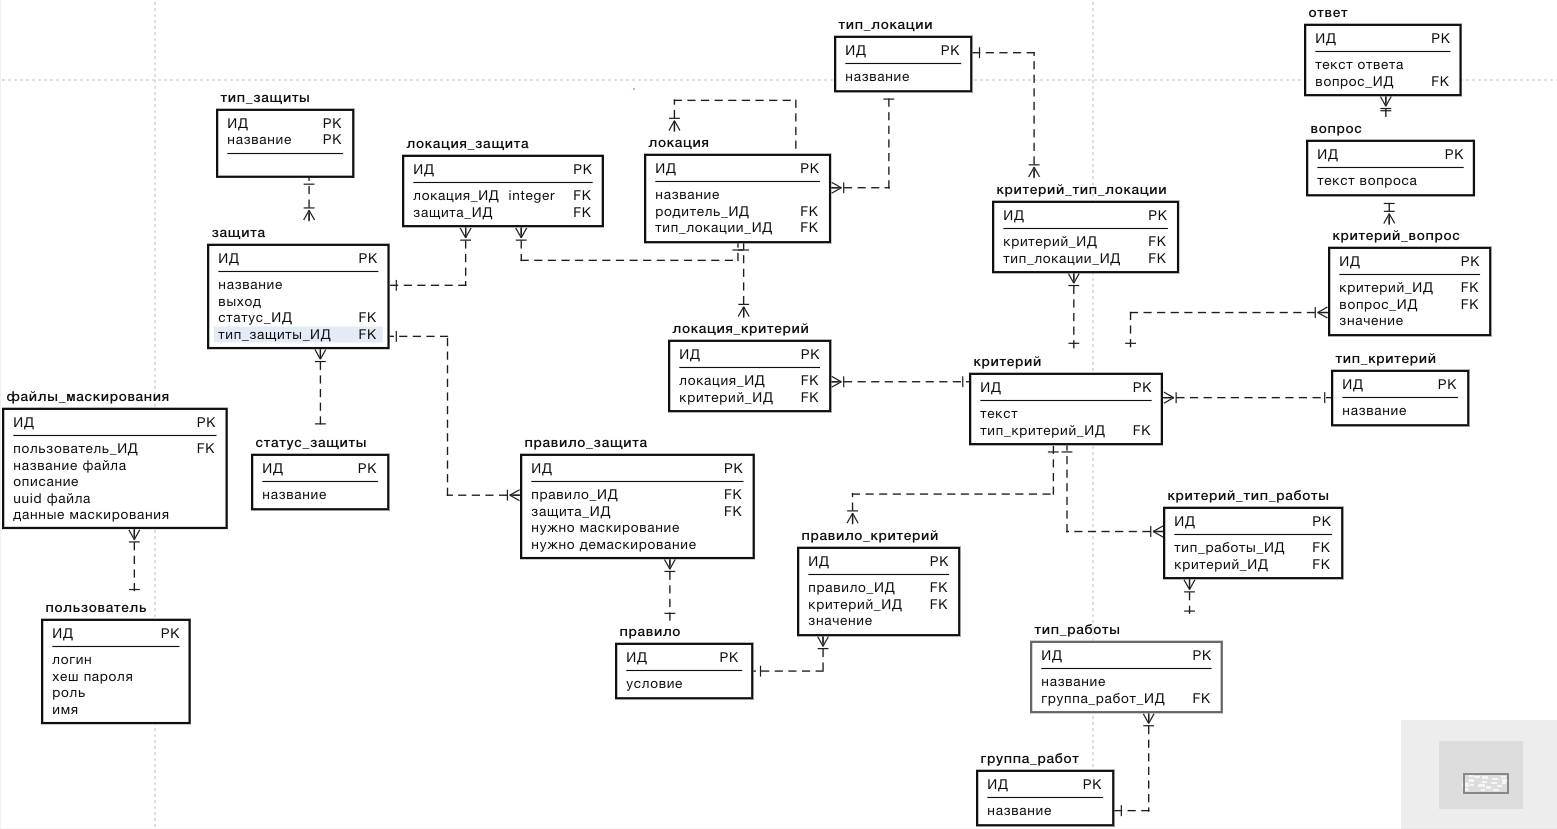 тип_локации
ИД PK
название
ответ
ИД PK
текст ответа
вопрос_ИД FK
тип_защиты
ИД PK
название PK
локация_защита
ИД PK
локация_ИД integer FK
защита_ИД FK
локация
ИД PK
название
родитель_ИД FK
тип_локации_ИД FK
вопрос
ИД PK
текст вопроса
критерий_тип_локации
ИД PK
критерий_ИД FK
тип_локации_ИД FK
защита
ИД PK
название
выход
статус_ИД FK
тип_защиты_ИД FK
критерий_вопрос
ИД PK
критерий_ИД FK
вопрос_ИД FK
значение
локация_критерий
ИД PK
локация_ИД FK
критерий_ИД FK
критерий
ИД PK
текст
тип_критерий_ИД FK
тип_критерий
ИД PK
название
файлы_маскирования
ИД PK
пользователь_ИД FK
название файла
описание
uuid файла
данные маскирования
статус_защиты
ИД PK
название
правило_защита
ИД PK
правило_ИД FK
защита_ИД FK
нужно маскирование
нужно демаскирование
критерий_тип_работы
ИД PK
тип_работы_ИД FK
критерий_ИД FK
правило_критерий
ИД PK
правило_ИД FK
критерий_ИД FK
значение
пользователь
ИД PK
логин
хеш пароля
роль
имя
правило
ИД PK
условие
тип_работы
ИД PK
название
группа_работ_ИД FK
группа_работ
ИД PK
название